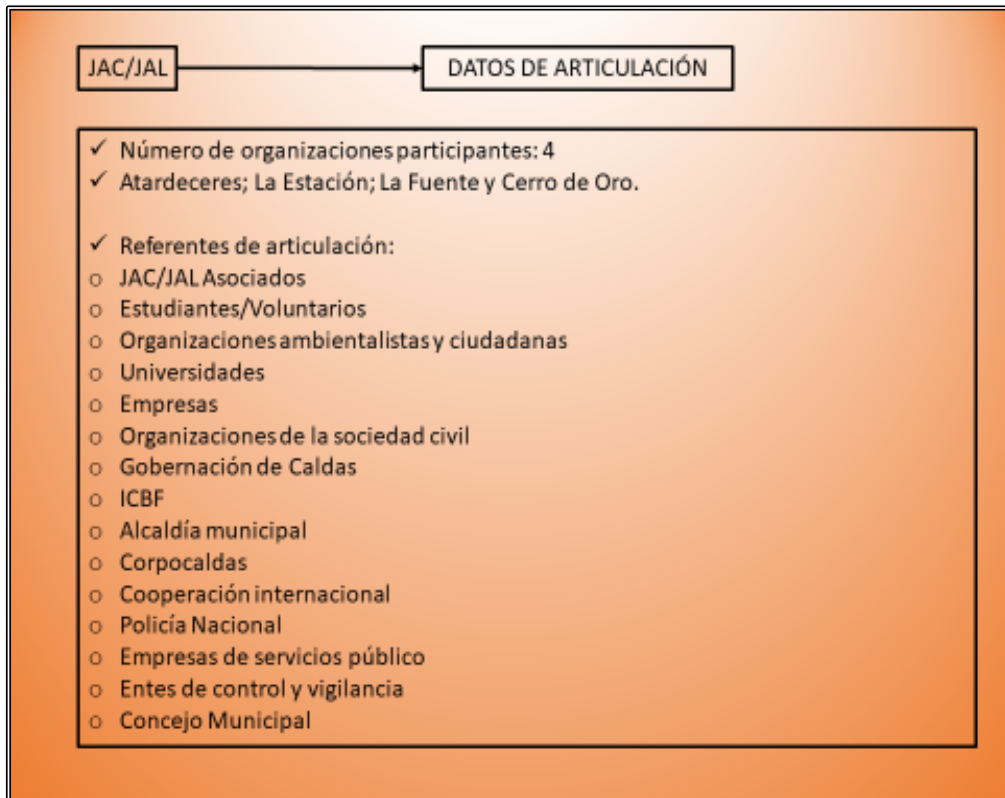 JAC/JAL
DATOS DE ARTICULACIÓN
✓ Número de organizaciones participantes: 4
✓ Atardeceres; La Estación; La Fuente y Cerro de Oro.
✓ Referentes de articulación:
o JAC/JAL Asociados
o Estudiantes/Voluntarios
o Organizaciones ambientalistas y ciudadanas
o Universidades
o Empresas
o Organizaciones de la sociedad civil
o Gobernación de Caldas
o ICBF
o Alcaldía municipal
o Corpocaldas
o Cooperación internacional
o Policía Nacional
o Empresas de servicios público
o Entes de control y vigilancia
o Concejo Municipal